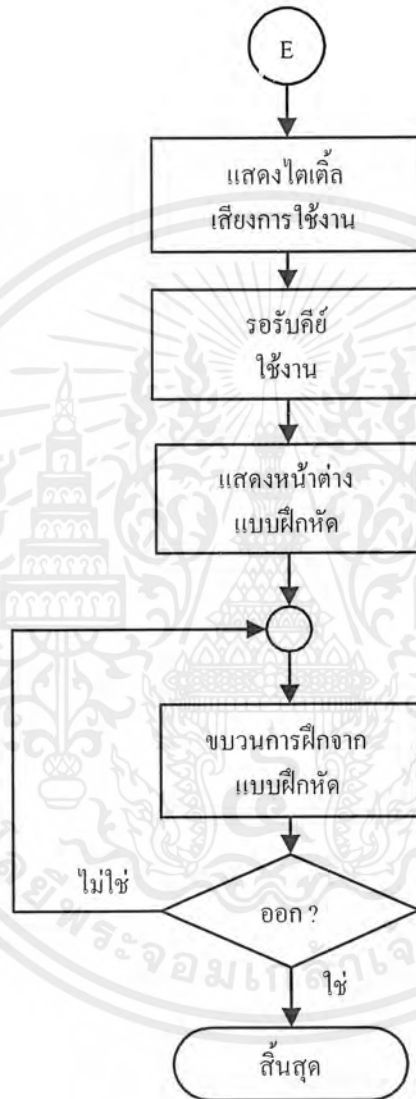 E
แสดงไตเติ้ล
เสียงการใช้งาน
รอรับคีย์
ใช้งาน
แสดงหน้าต่าง
แบบฝึกหัด
ขบวนการฝึกจาก
แบบฝึกหัด
ไม่ใช่
ออก ?
ใช่
สิ้นสุด